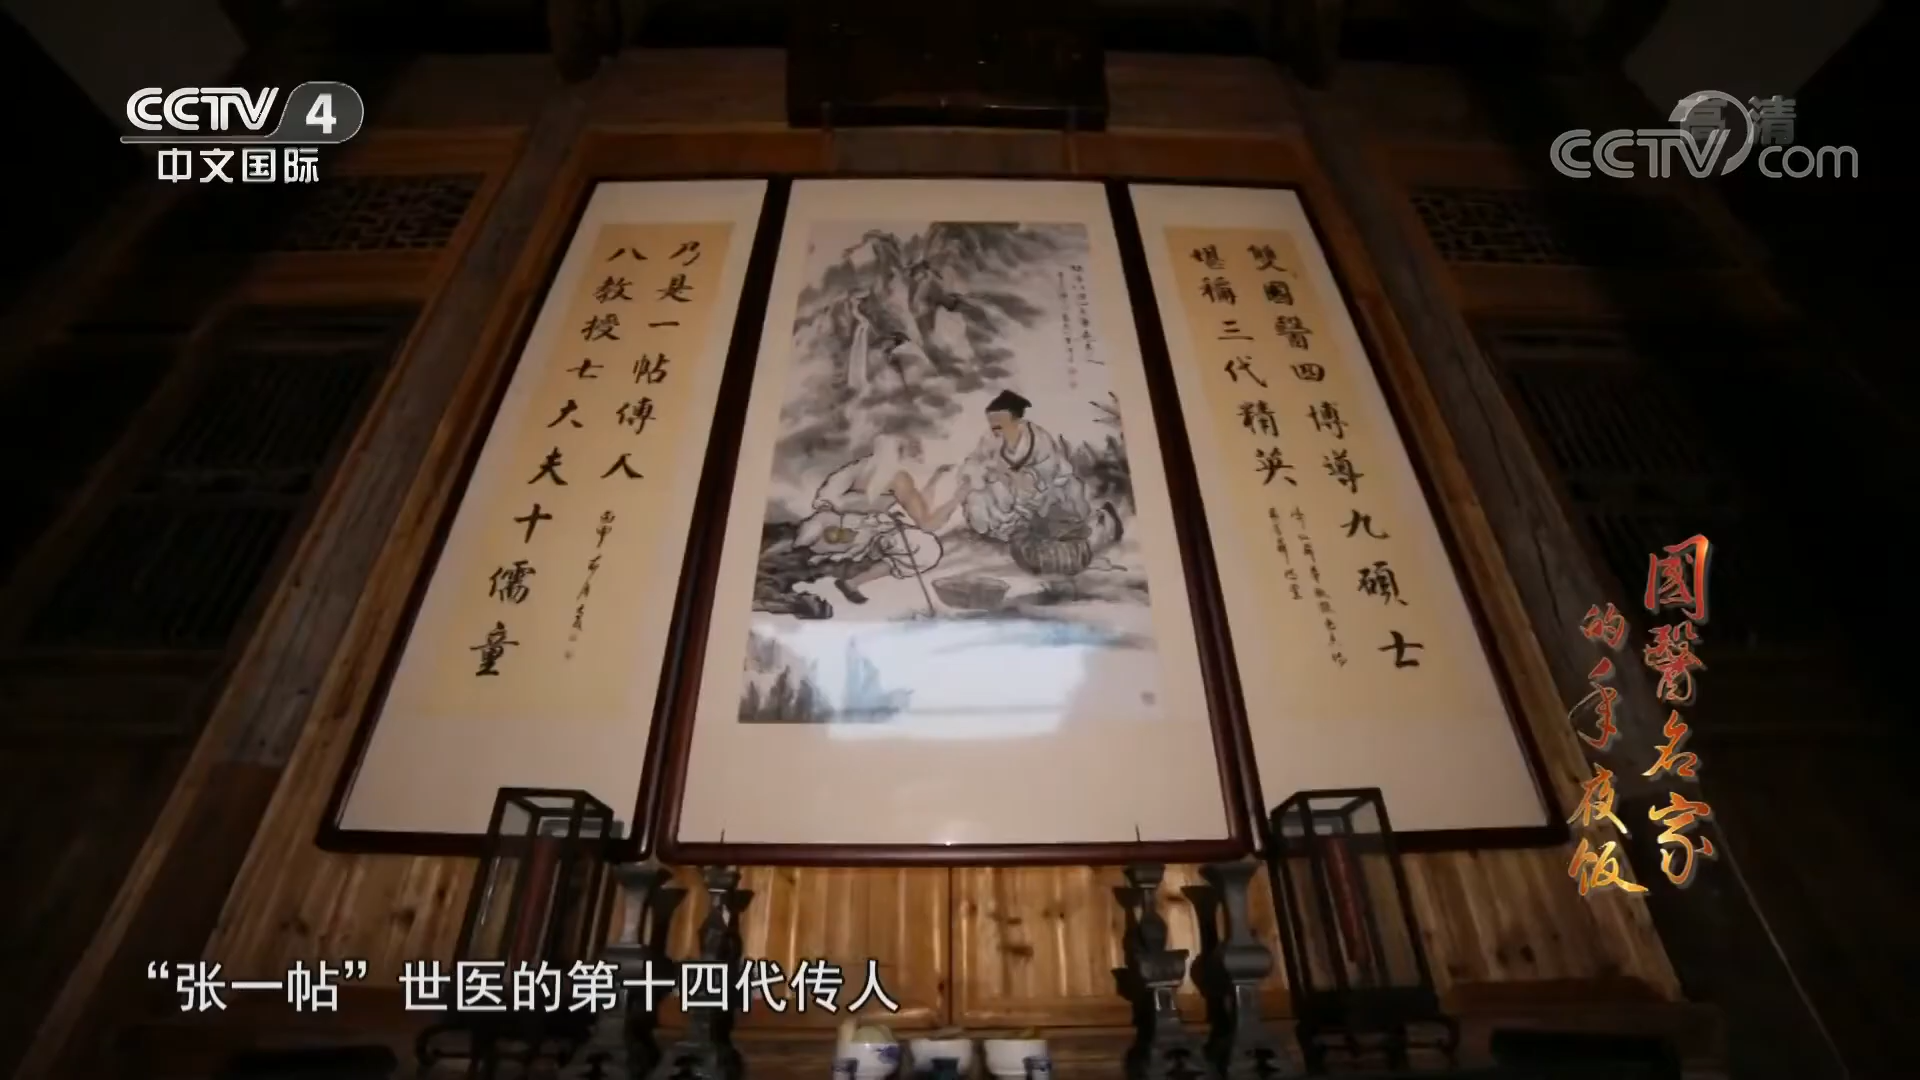 CCTV 4
中文国际
高清
CCTV com
雙國醫四博導九碩士
堪稱三代精英
乃是一帖傳人
八教授七大夫十儒童
國醫名家
的年夜饭
“张一帖”世医的第十四代传人